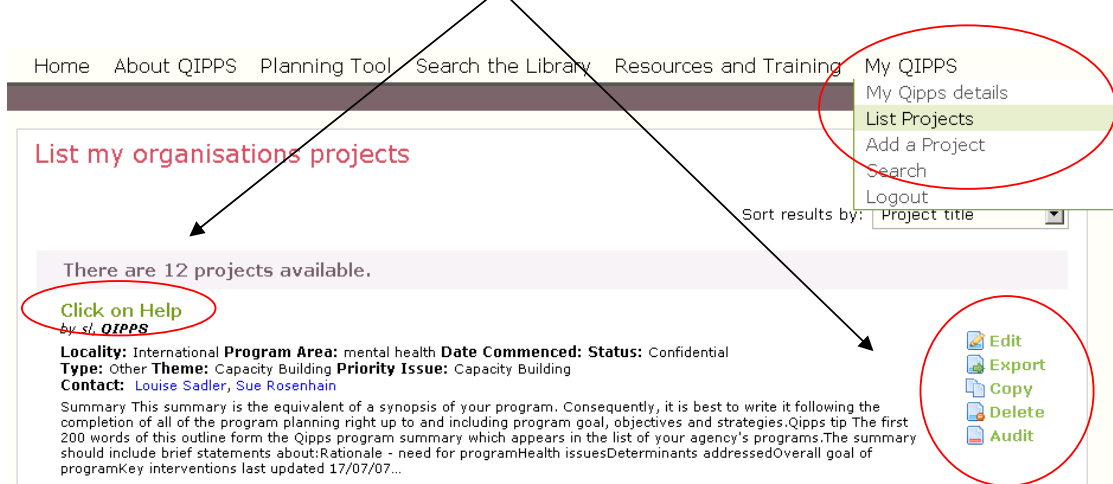 Home About QIPPS Planning Tool Search the Library Resources and Training My QIPPS
My Qipps details
List Projects
Add a Project
Search
Logout
List my organisations projects
Sort results by: Project title
There are 12 projects available.
Click on Help
by sl, QIPPS
Locality: International Program Area: mental health Date Commenced: Status: Confidential
Type: Other Theme: Capacity Building Priority Issue: Capacity Building
Contact: Louise Sadler, Sue Rosenhain
Summary This summary is the equivalent of a synopsis of your program. Consequently, it is best to write it following the
completion of all of the program planning right up to and including program goal, objectives and strategies.Qipps tip The first
200 words of this outline form the Qipps program summary which appears in the list of your agency's programs.The summary
should include brief statements about:Rationale - need for programHealth issuesDeterminants addressedOverall goal of
programKey interventions last updated 17/07/07...
Edit
Export
Copy
Delete
Audit